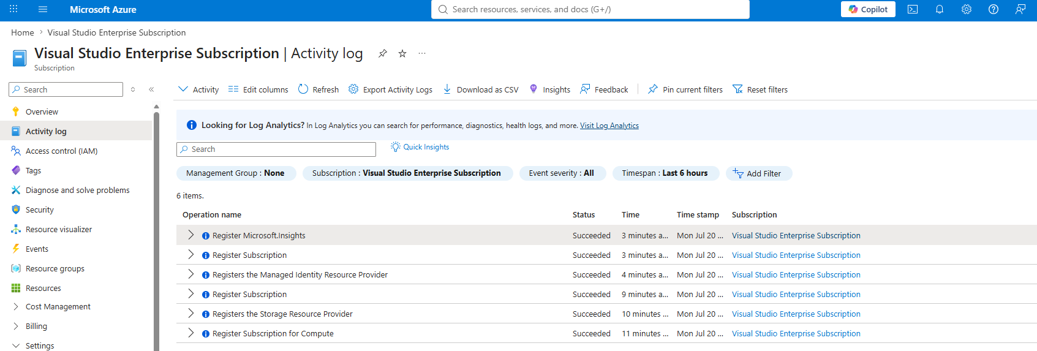 Microsoft Azure
Search resources, services, and docs (G+/)
Copilot
Home > Visual Studio Enterprise Subscription
Visual Studio Enterprise Subscription | Activity log
Subscription
Search
Overview
Activity log
Access control (IAM)
Tags
Diagnose and solve problems
Security
Resource visualizer
Events
Resource groups
Resources
Cost Management
Billing
Settings
Activity Edit columns Refresh Export Activity Logs Download as CSV Insights Feedback Pin current filters Reset filters
Looking for Log Analytics? In Log Analytics you can search for performance, diagnostics, health logs, and more. Visit Log Analytics
Search Quick Insights
Management Group : None Subscription : Visual Studio Enterprise Subscription Event severity : All Timespan : Last 6 hours Add Filter
6 items.
Operation name Status Time Time stamp Subscription
Register Microsoft.Insights Succeeded 3 minutes a... Mon Jul 20 ... Visual Studio Enterprise Subscription
Register Subscription Succeeded 3 minutes a... Mon Jul 20 ... Visual Studio Enterprise Subscription
Registers the Managed Identity Resource Provider Succeeded 4 minutes a... Mon Jul 20 ... Visual Studio Enterprise Subscription
Register Subscription Succeeded 9 minutes a... Mon Jul 20 ... Visual Studio Enterprise Subscription
Registers the Storage Resource Provider Succeeded 10 minutes ... Mon Jul 20 ... Visual Studio Enterprise Subscription
Register Subscription for Compute Succeeded 11 minutes ... Mon Jul 20 ... Visual Studio Enterprise Subscription